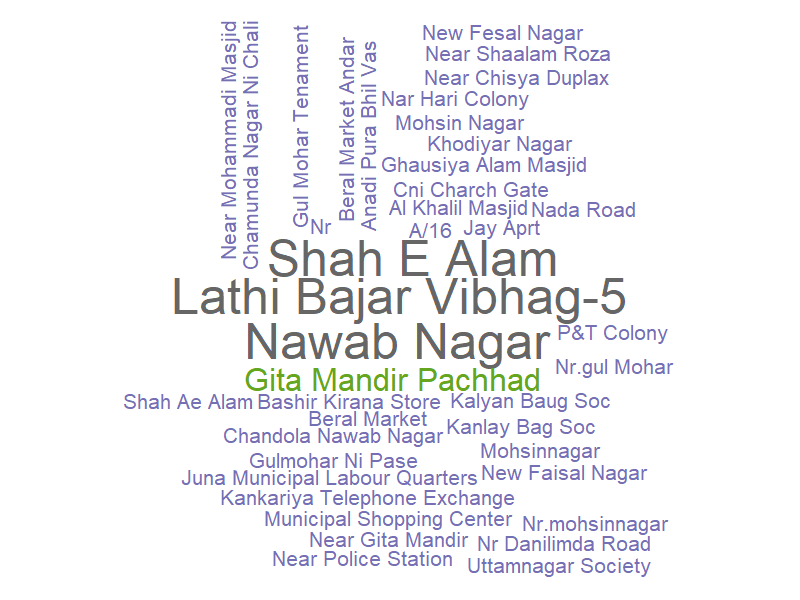 Near Mohammadi Masjid
Chamunda Nagar Ni Chali
Gul Mohar Tenament
Beral Market Andar
Anadi Pura Bhil Vas
New Fesal Nagar
Near Shaalam Roza
Near Chisya Duplax
Nar Hari Colony
Mohsin Nagar
Khodiyar Nagar
Ghausiya Alam Masjid
Cni Charch Gate
Al Khalil Masjid
Nada Road
Nr
A/16
Jay Aprt
Shah E Alam
Lathi Bajar Vibhag-5
Nawab Nagar
P&T Colony
Nr.gul Mohar
Gita Mandir Pachhad
Shah Ae Alam
Bashir Kirana Store
Kalyan Baug Soc
Beral Market
Kanlay Bag Soc
Chandola Nawab Nagar
Mohsinnagar
Gulmohar Ni Pase
New Faisal Nagar
Juna Municipal Labour Quarters
Kankariya Telephone Exchange
Municipal Shopping Center
Nr.mohsinnagar
Near Gita Mandir
Nr Danilimda Road
Near Police Station
Uttamnagar Society